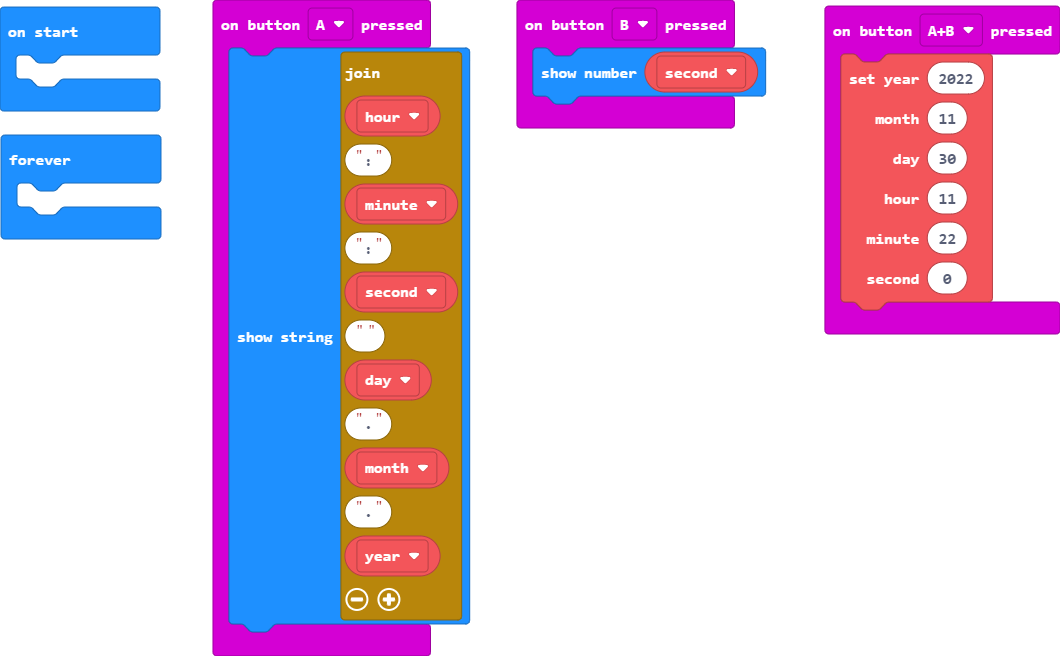 on start
forever
on button A pressed
show string
join
hour
":"
minute
":"
second
" "
day
"."
month
"."
year
on button B pressed
show number second
on button A+B pressed
set year 2022
month 11
day 30
hour 11
minute 22
second 0